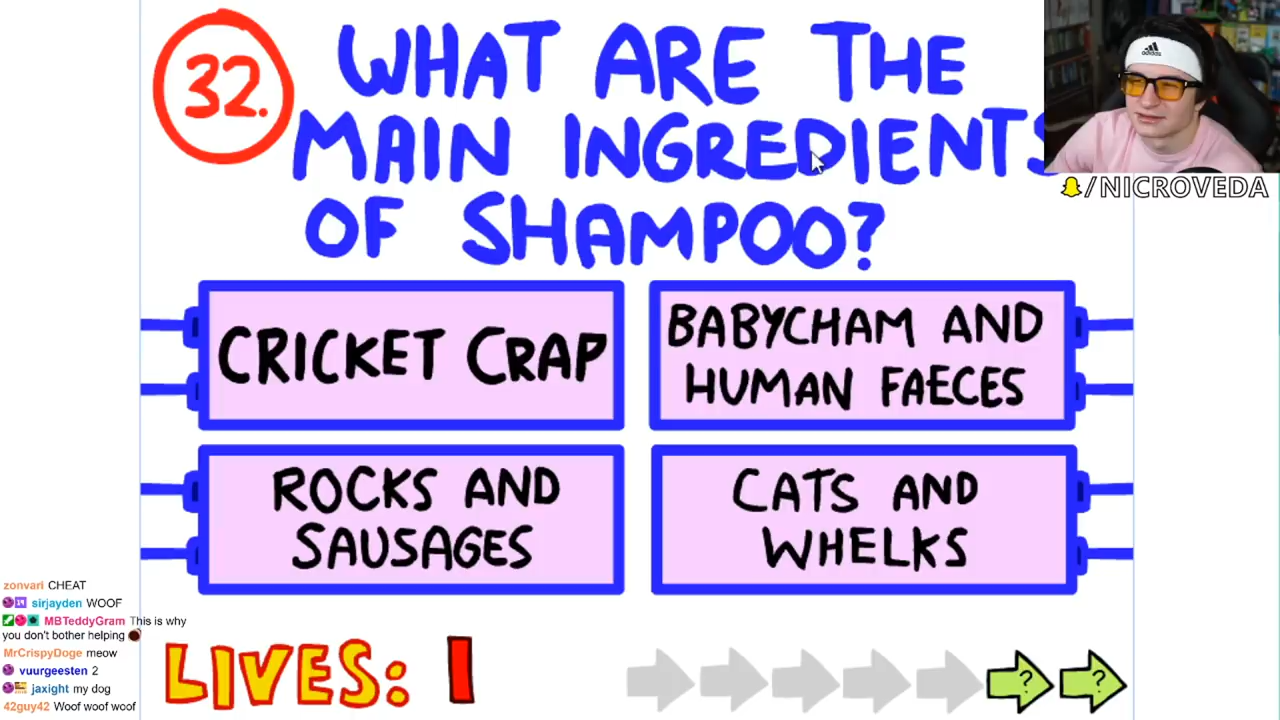 32.
WHAT ARE THE
MAIN INGREDIENTS
OF SHAMPOO?
adidas
/NICROVEDA
CRICKET CRAP
BABYCHAM AND
HUMAN FAECES
ROCKS AND
SAUSAGES
CATS AND
WHELKS
zonvari CHEAT
sirjayden WOOF
MBTeddyGram This is why
you don't bother helping
MrCrispyDoge meow
vuurgeesten 2
jaxight my dog
42guy42 Woof woof woof
LIVES: 1
? ?